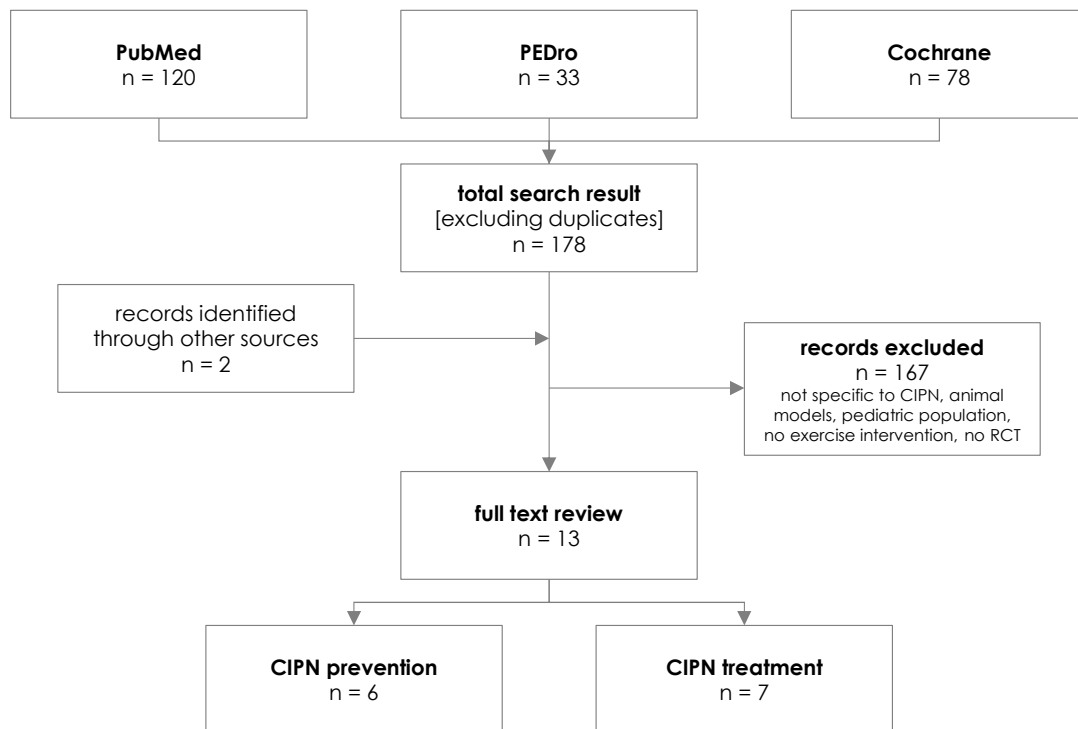 PubMed
n = 120
PEDro
n = 33
Cochrane
n = 78
total search result
[excluding duplicates]
n = 178
records identified
through other sources
n = 2
records excluded
n = 167
not specific to CIPN, animal
models, pediatric population,
no exercise intervention, no RCT
full text review
n = 13
CIPN prevention
n = 6
CIPN treatment
n = 7